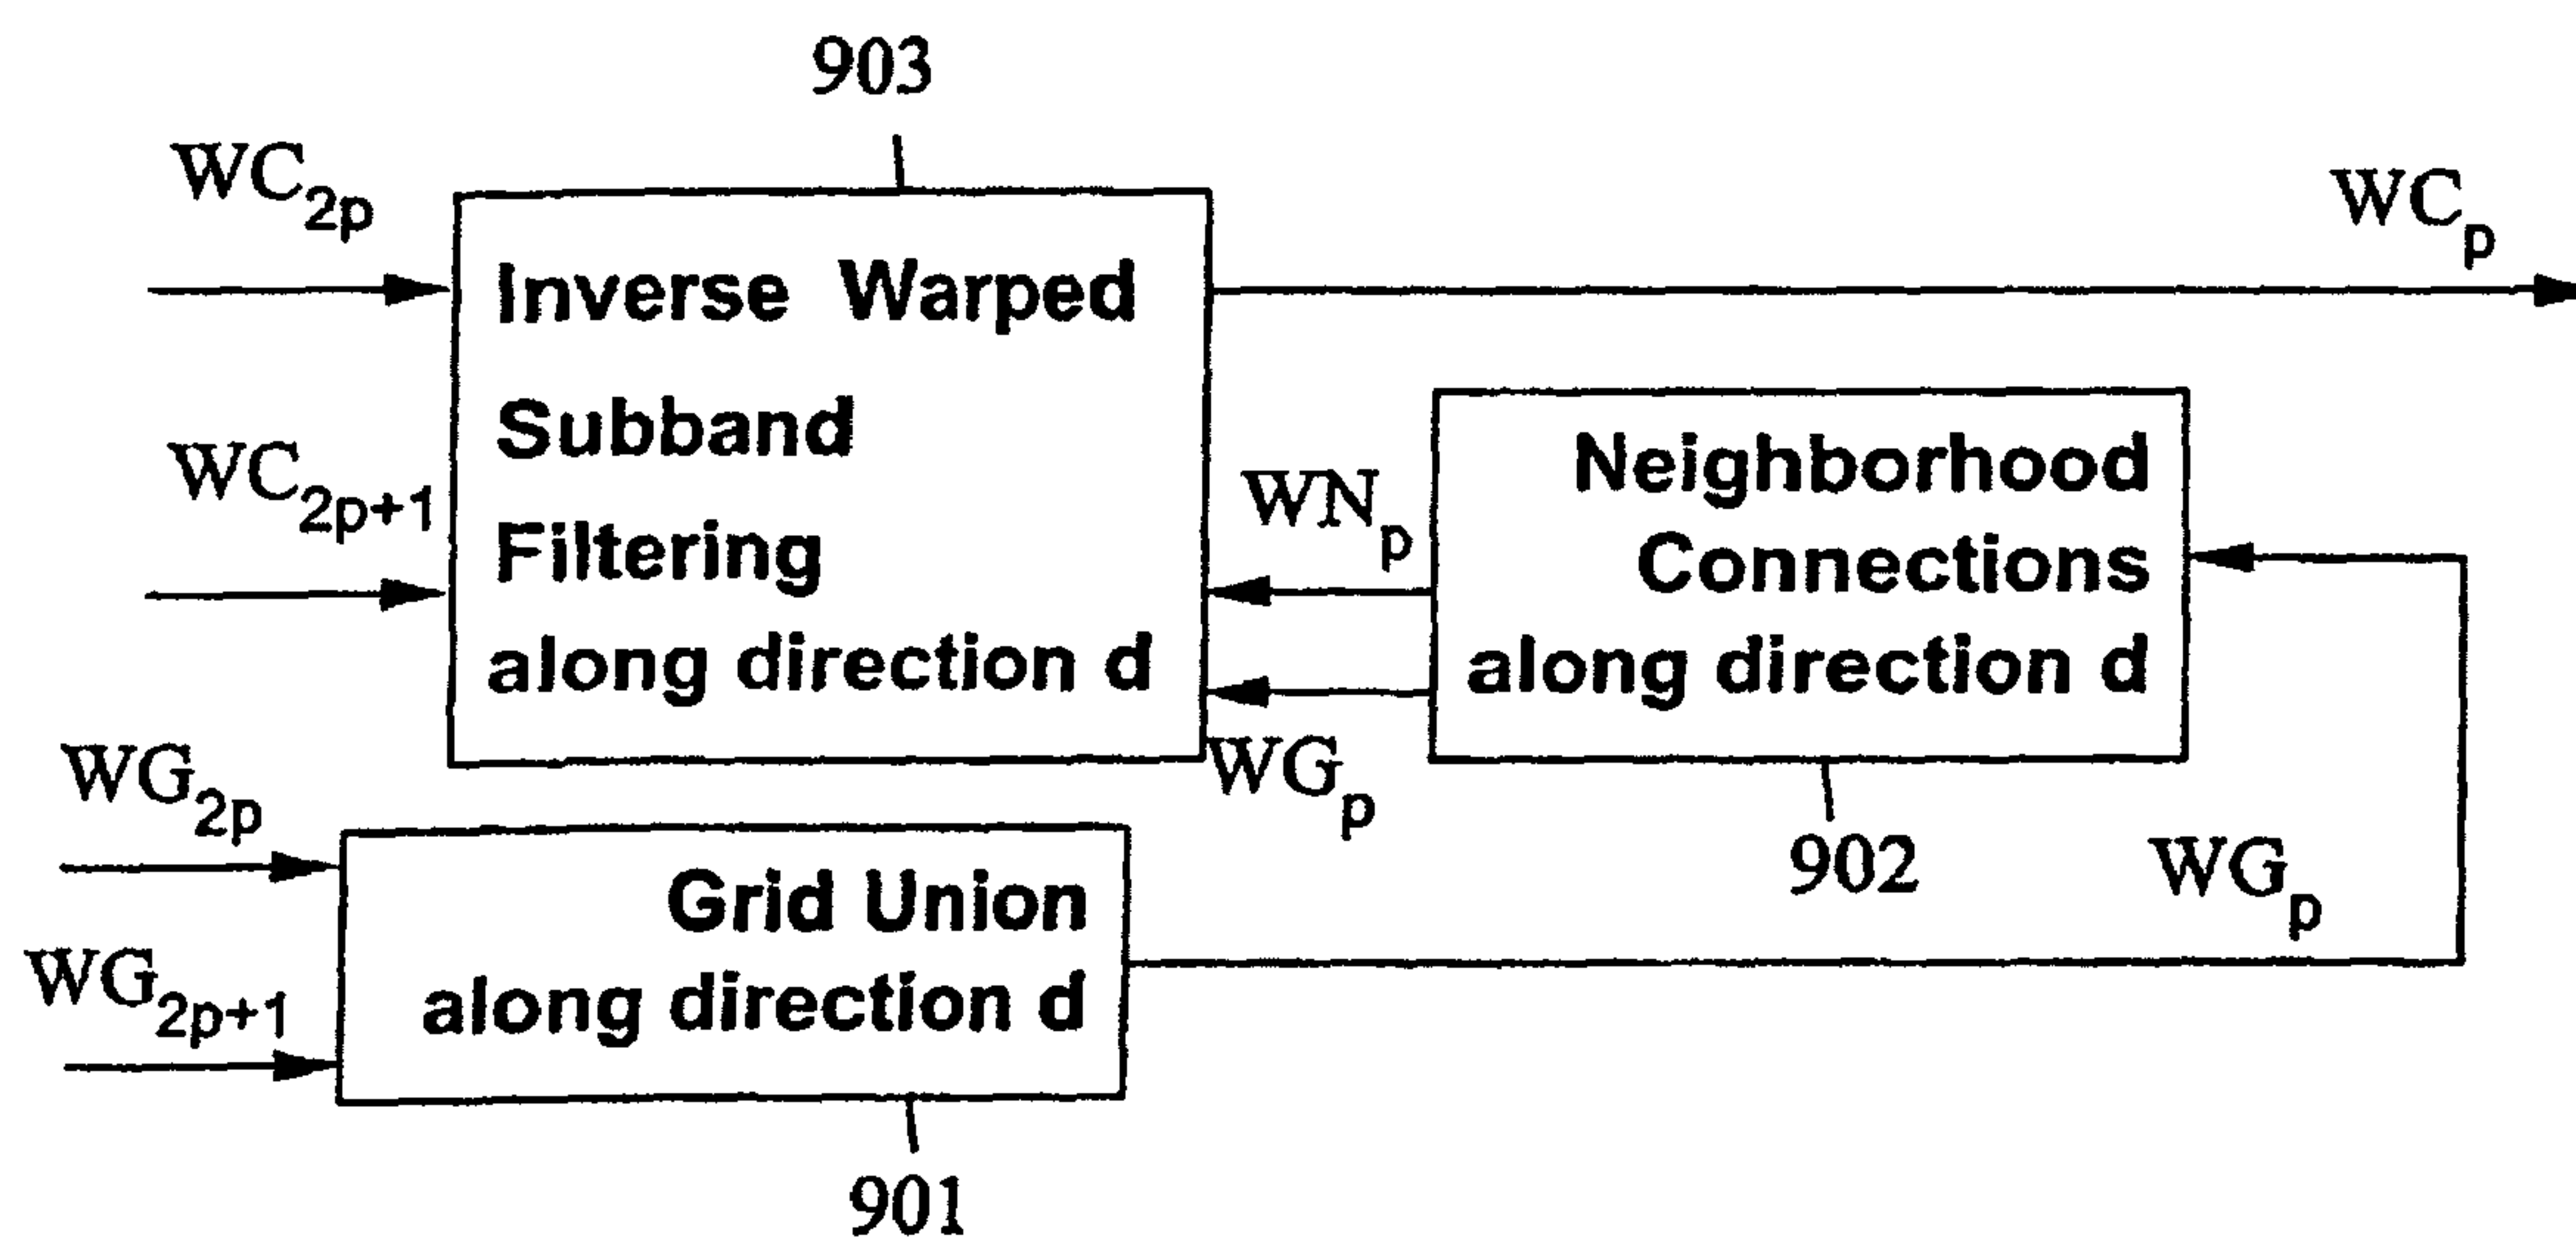 903
WC2p
WCp
Inverse Warped
Subband
Filtering
along direction d
WC2p+1
WNp
WGp
Neighborhood
Connections
along direction d
902
WGp
WG2p
WG2p+1
Grid Union
along direction d
901